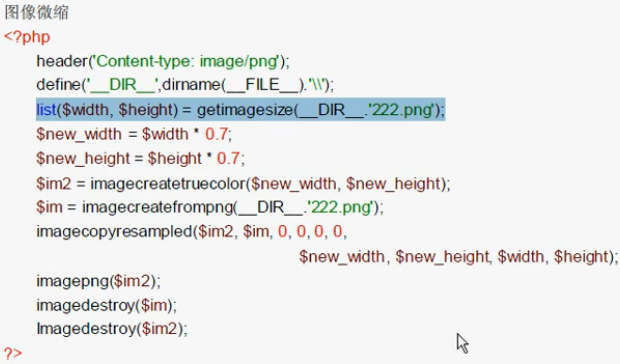 图像微缩
<?php
header('Content-type: image/png');
define('__DIR__',dirname(__FILE__).'\\');
list($width, $height) = getimagesize(__DIR__.'222.png');
$new_width = $width * 0.7;
$new_height = $height * 0.7;
$im2 = imagecreatetruecolor($new_width, $new_height);
$im = imagecreatefrompng(__DIR__.'222.png');
imagecopyresampled($im2, $im, 0, 0, 0, 0,
$new_width, $new_height, $width, $height);
imagepng($im2);
imagedestroy($im);
Imagedestroy($im2);
?>